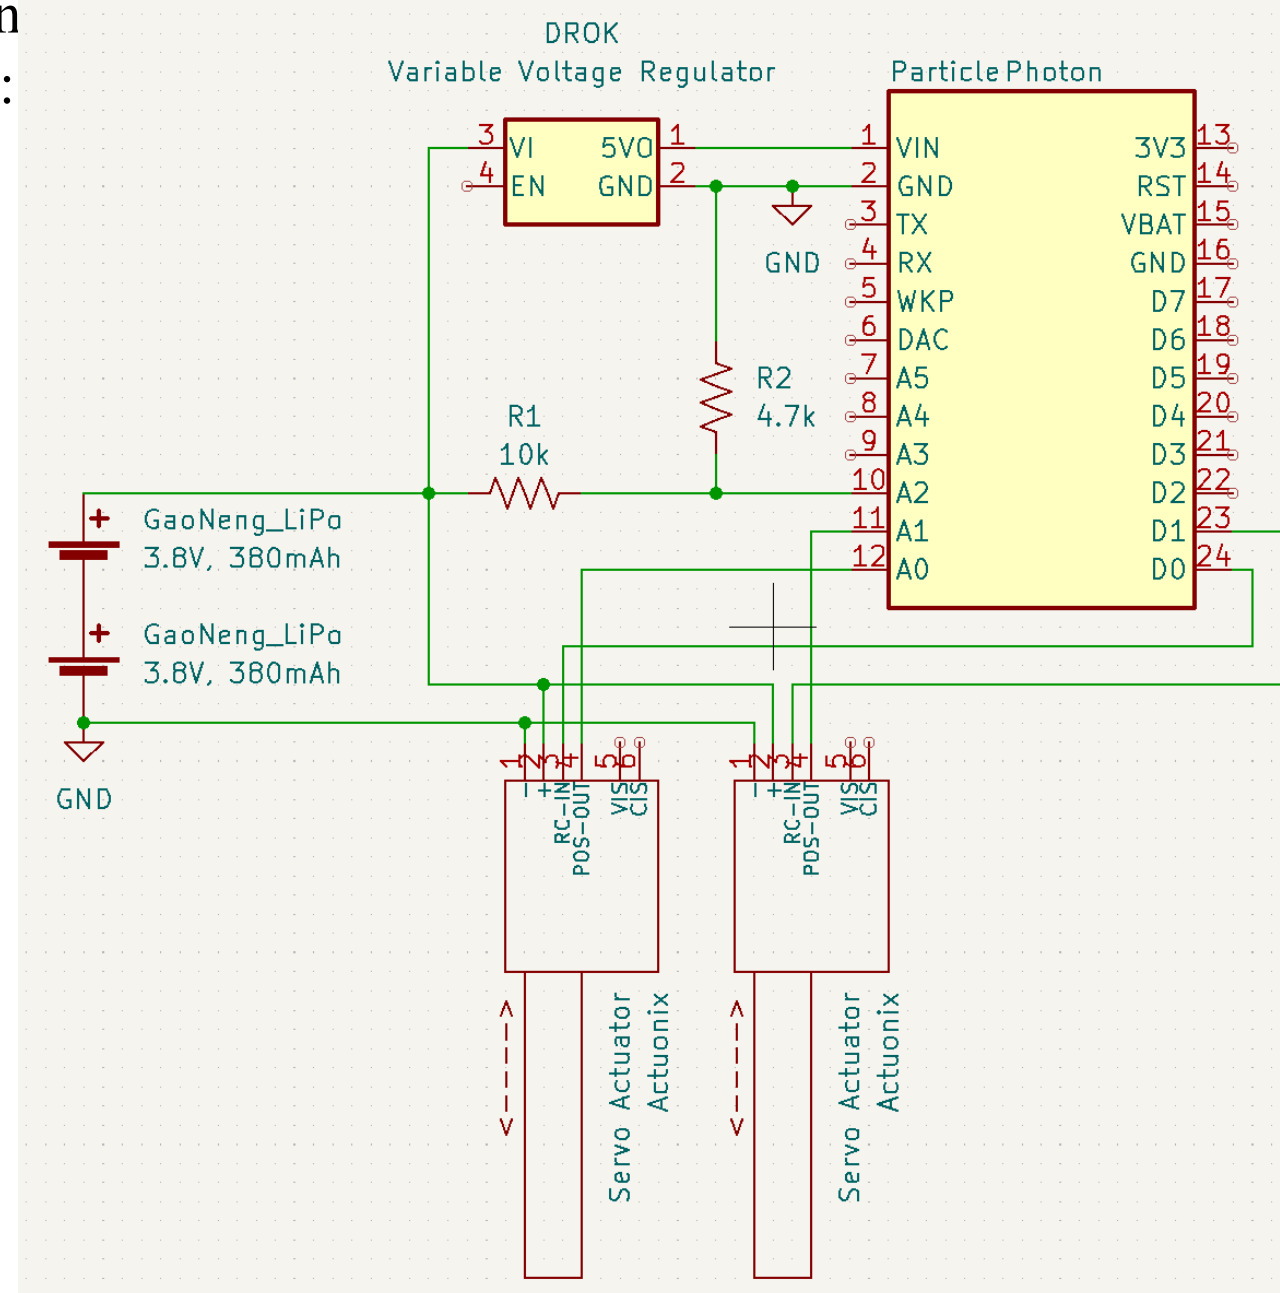 n
:
DROK
Variable Voltage Regulator
3 VI 5VO 1
4 EN GND 2
Particle Photon
1 VIN 3V3 13
2 GND RST 14
3 TX VBAT 15
4 RX GND 16
5 WKP D7 17
6 DAC D6 18
7 A5 D5 19
8 A4 D4 20
9 A3 D3 21
10 A2 D2 22
11 A1 D1 23
12 A0 D0 24
GND
R2
4.7k
R1
10k
+
GaoNeng_LiPo
3.8V, 380mAh
+
GaoNeng_LiPo
3.8V, 380mAh
GND
1 -
2 +
3 RC-IN
4 POS-OUT
5 VIS
6 CIS
Servo Actuator
Actuonix
1 -
2 +
3 RC-IN
4 POS-OUT
5 VIS
6 CIS
Servo Actuator
Actuonix